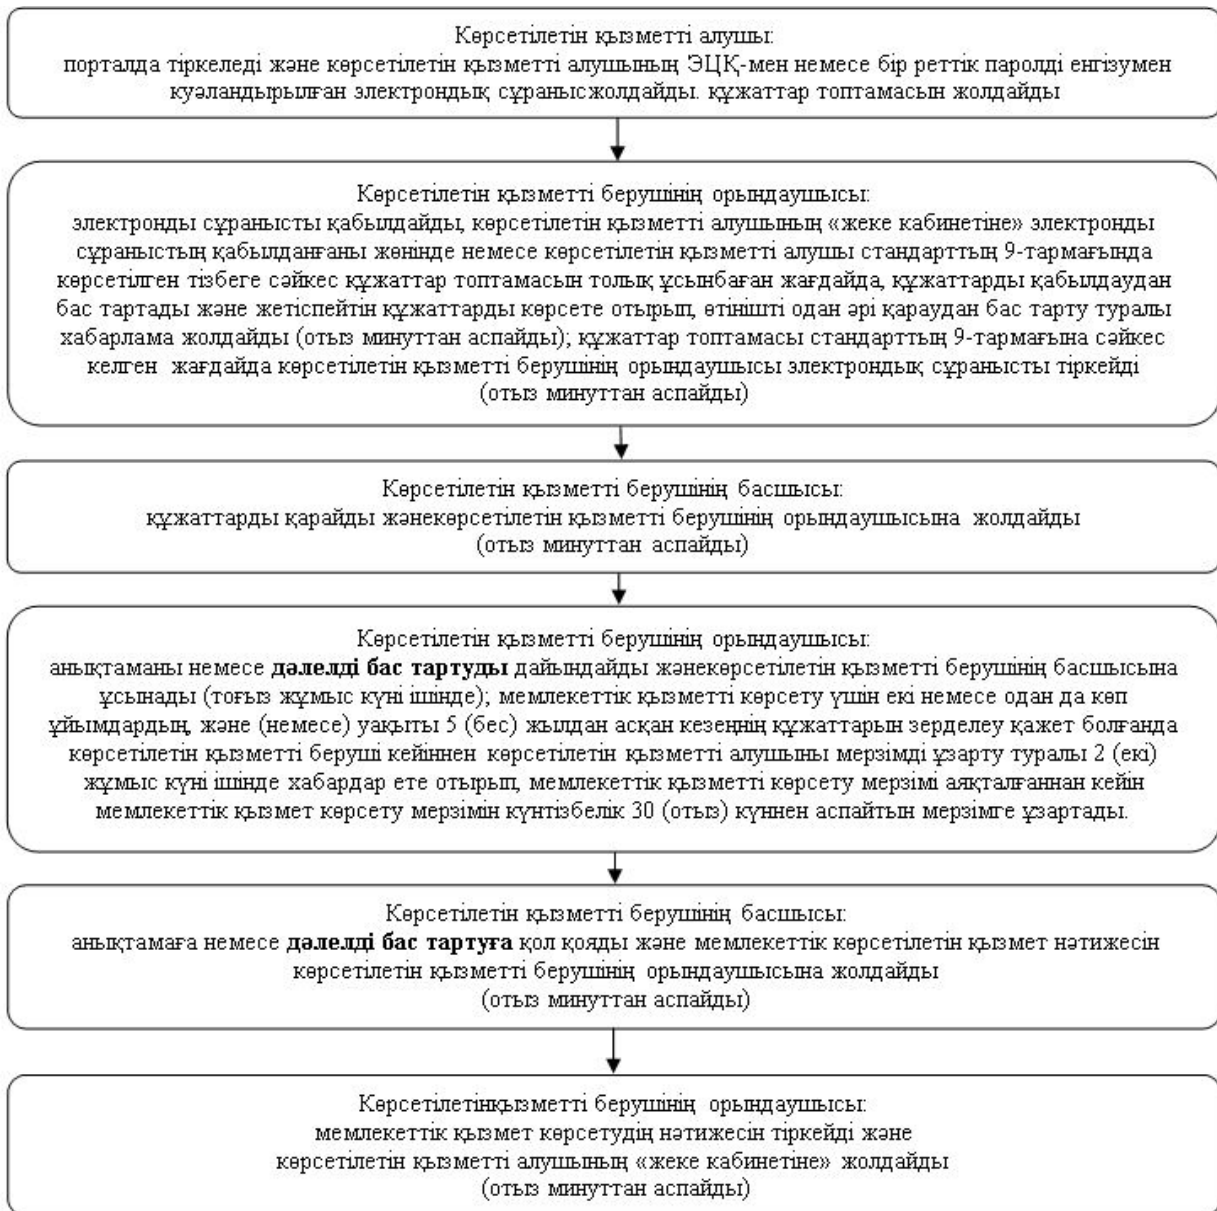 Көрсетілетін қызметті алушы:
порталда тіркеледі және көрсетілетін қызметті алушының ЭЦҚ-мен немесе бір реттік паролді енгізумен
куәландырылған электрондық сұранысжолдайды. құжаттар топтамасын жолдайды
Көрсетілетін қызметті берушінің орындаушысы:
электронды сұранысты қабылдайды, көрсетілетін қызметті алушының «жеке кабинетіне» электронды
сұраныстың қабылданғаны жөнінде немесе көрсетілетін қызметті алушы стандарттың 9-тармағында
көрсетілген тізбеге сәйкес құжаттар топтамасын толық ұсынбаған жағдайда, құжаттарды қабылдаудан
бас тартады және жетіспейтін құжаттарды көрсете отырып, өтінішті одан әрі қараудан бас тарту туралы
хабарлама жолдайды (отыз минуттан аспайды); құжаттар топтамасы стандарттың 9-тармағына сәйкес
келген жағдайда көрсетілетін қызметті берушінің орындаушысы электрондық сұранысты тіркейді
(отыз минуттан аспайды)
Көрсетілетін қызметті берушінің басшысы:
құжаттарды қарайды жәнекөрсетілетін қызметті берушінің орындаушысына жолдайды
(отыз минуттан аспайды)
Көрсетілетін қызметті берушінің орындаушысы:
анықтаманы немесе дәлелді бас тартуды дайындайды жәнекөрсетілетін қызметті берушінің басшысына
ұсынады (тоғыз жұмыс күні ішінде); мемлекеттік қызметті көрсету үшін екі немесе одан да көп
ұйымдардың, және (немесе) уақыты 5 (бес) жылдан асқан кезеңнің құжаттарын зерделеу қажет болғанда
көрсетілетін қызметті беруші кейіннен көрсетілетін қызметті алушыны мерзімді ұзарту туралы 2 (екі)
жұмыс күні ішінде хабардар ете отырып, мемлекеттік қызметті көрсету мерзімі аяқталғаннан кейін
мемлекеттік қызмет көрсету мерзімін күнтізбелік 30 (отыз) күннен аспайтын мерзімге ұзартады.
Көрсетілетін қызметті берушінің басшысы:
анықтамаға немесе дәлелді бас тартуға қол қояды және мемлекеттік көрсетілетін қызмет нәтижесін
көрсетілетін қызметті берушінің орындаушысына жолдайды
(отыз минуттан аспайды)
Көрсетілетінқызметті берушінің орындаушысы:
мемлекеттік қызмет көрсетудің нәтижесін тіркейді және
көрсетілетін қызметті алушының «жеке кабинетіне» жолдайды
(отыз минуттан аспайды)